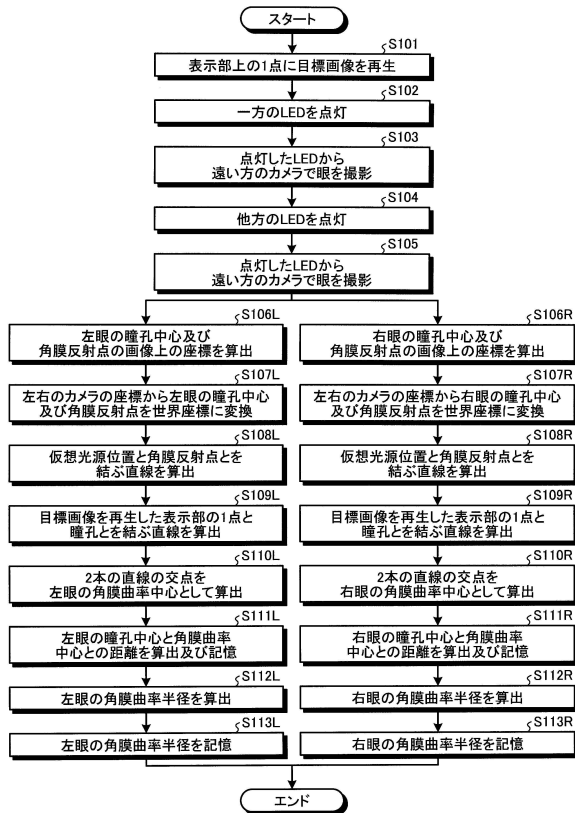 スタート
S101
表示部上の1点に目標画像を再生
S102
一方のLEDを点灯
S103
点灯したLEDから
遠い方のカメラで眼を撮影
S104
他方のLEDを点灯
S105
点灯したLEDから
遠い方のカメラで眼を撮影
S106L
左眼の瞳孔中心及び
角膜反射点の画像上の座標を算出
S107L
左右のカメラの座標から左眼の瞳孔中心
及び角膜反射点を世界座標に変換
S108L
仮想光源位置と角膜反射点とを
結ぶ直線を算出
S109L
目標画像を再生した表示部の1点と
瞳孔とを結ぶ直線を算出
S110L
2本の直線の交点を
左眼の角膜曲率中心として算出
S111L
左眼の瞳孔中心と角膜曲率
中心との距離を算出及び記憶
S112L
左眼の角膜曲率半径を算出
S113L
左眼の角膜曲率半径を記憶
S106R
右眼の瞳孔中心及び
角膜反射点の画像上の座標を算出
S107R
左右のカメラの座標から右眼の瞳孔中心
及び角膜反射点を世界座標に変換
S108R
仮想光源位置と角膜反射点とを
結ぶ直線を算出
S109R
目標画像を再生した表示部の1点と
瞳孔とを結ぶ直線を算出
S110R
2本の直線の交点を
右眼の角膜曲率中心として算出
S111R
右眼の瞳孔中心と角膜曲率
中心との距離を算出及び記憶
S112R
右眼の角膜曲率半径を算出
S113R
右眼の角膜曲率半径を記憶
エンド